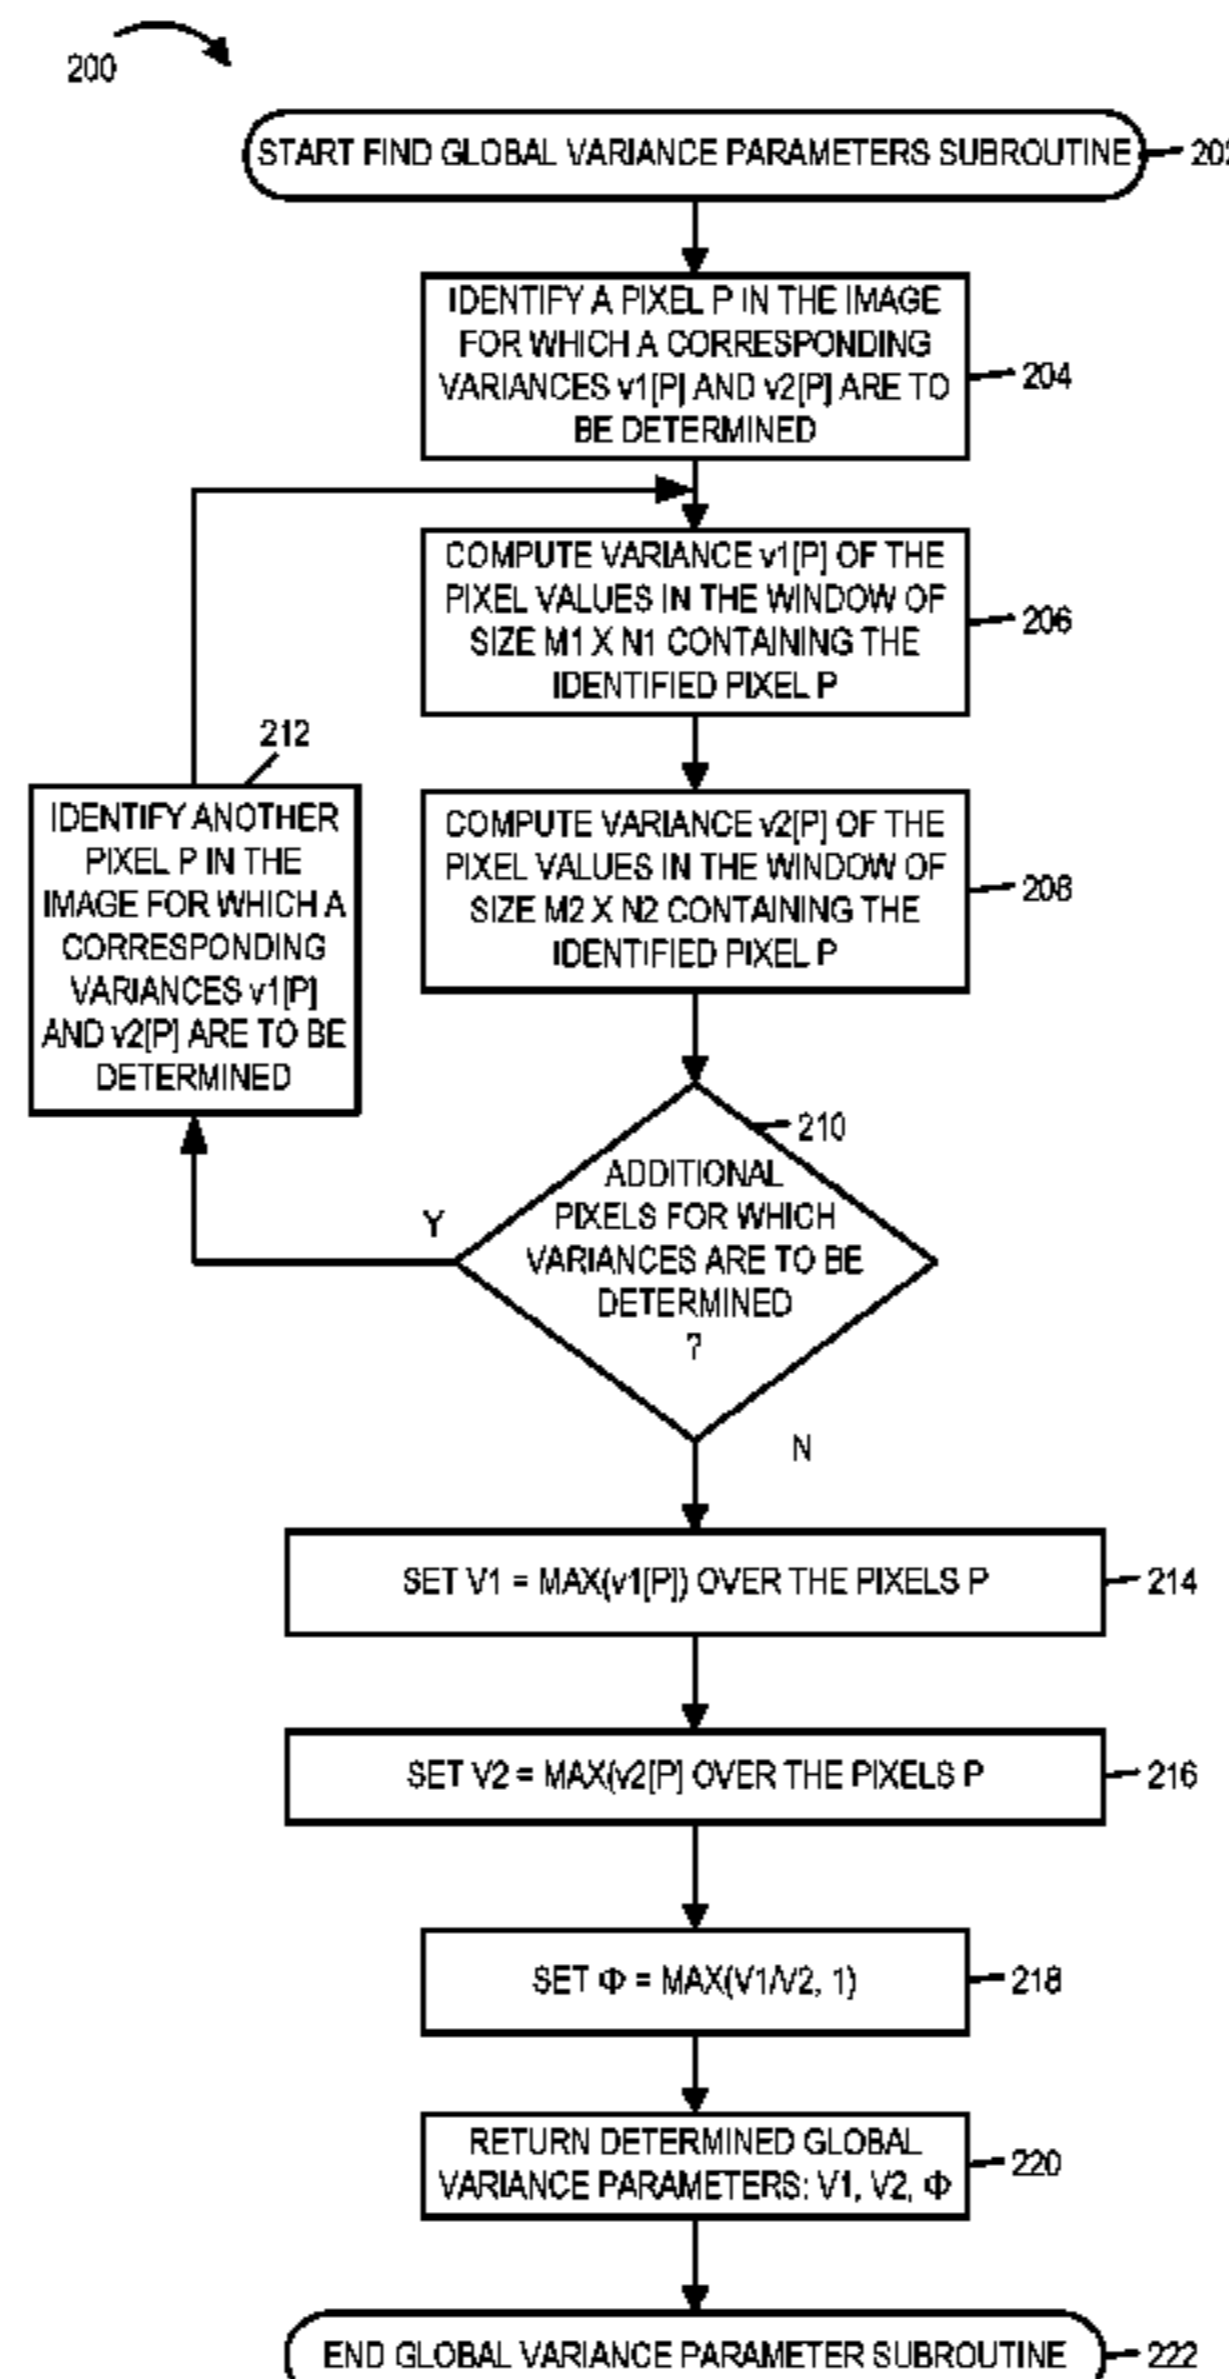 200
START FIND GLOBAL VARIANCE PARAMETERS SUBROUTINE
IDENTIFY A PIXEL P IN THE IMAGE
FOR WHICH A CORRESPONDING
VARIANCES v1[P] AND v2[P] ARE TO
BE DETERMINED
204
COMPUTE VARIANCE v1[P] OF THE
PIXEL VALUES IN THE WINDOW OF
SIZE M1 X N1 CONTAINING THE
IDENTIFIED PIXEL P
206
COMPUTE VARIANCE v2[P] OF THE
PIXEL VALUES IN THE WINDOW OF
SIZE M2 X N2 CONTAINING THE
IDENTIFIED PIXEL P
208
212
IDENTIFY ANOTHER
PIXEL P IN THE
IMAGE FOR WHICH A
CORRESPONDING
VARIANCES v1[P]
AND v2[P] ARE TO BE
DETERMINED
210
ADDITIONAL
PIXELS FOR WHICH
VARIANCES ARE TO BE
DETERMINED
?
Y
N
SET V1 = MAX(v1[P]) OVER THE PIXELS P
214
SET V2 = MAX(v2[P] OVER THE PIXELS P
216
SET Φ = MAX(V1/V2, 1)
218
RETURN DETERMINED GLOBAL
VARIANCE PARAMETERS: V1, V2, Φ
220
END GLOBAL VARIANCE PARAMETER SUBROUTINE
222